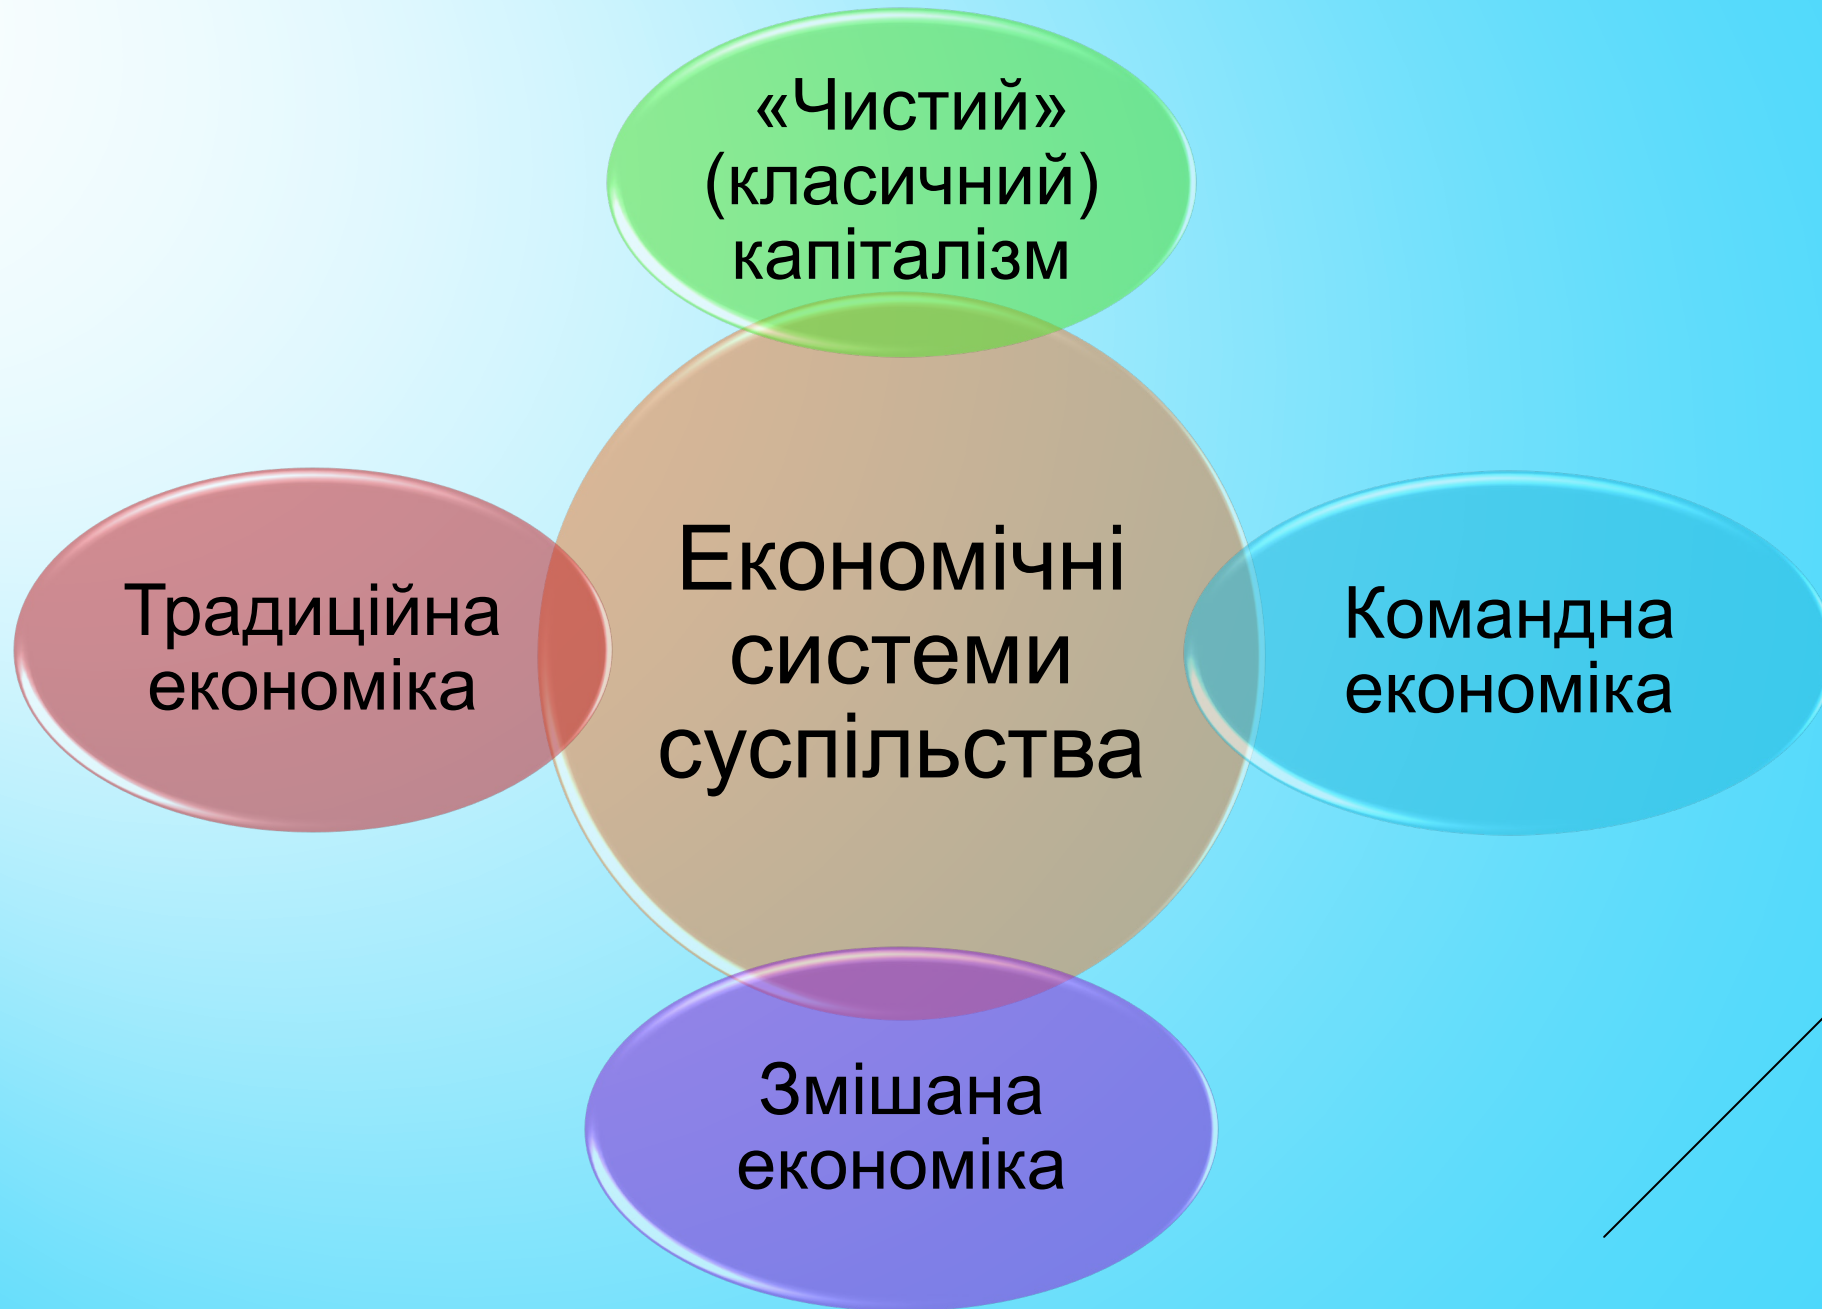 «Чистий»
(класичний)
капіталізм
Традиційна
економіка
Економічні
системи
суспільства
Командна
економіка
Змішана
економіка